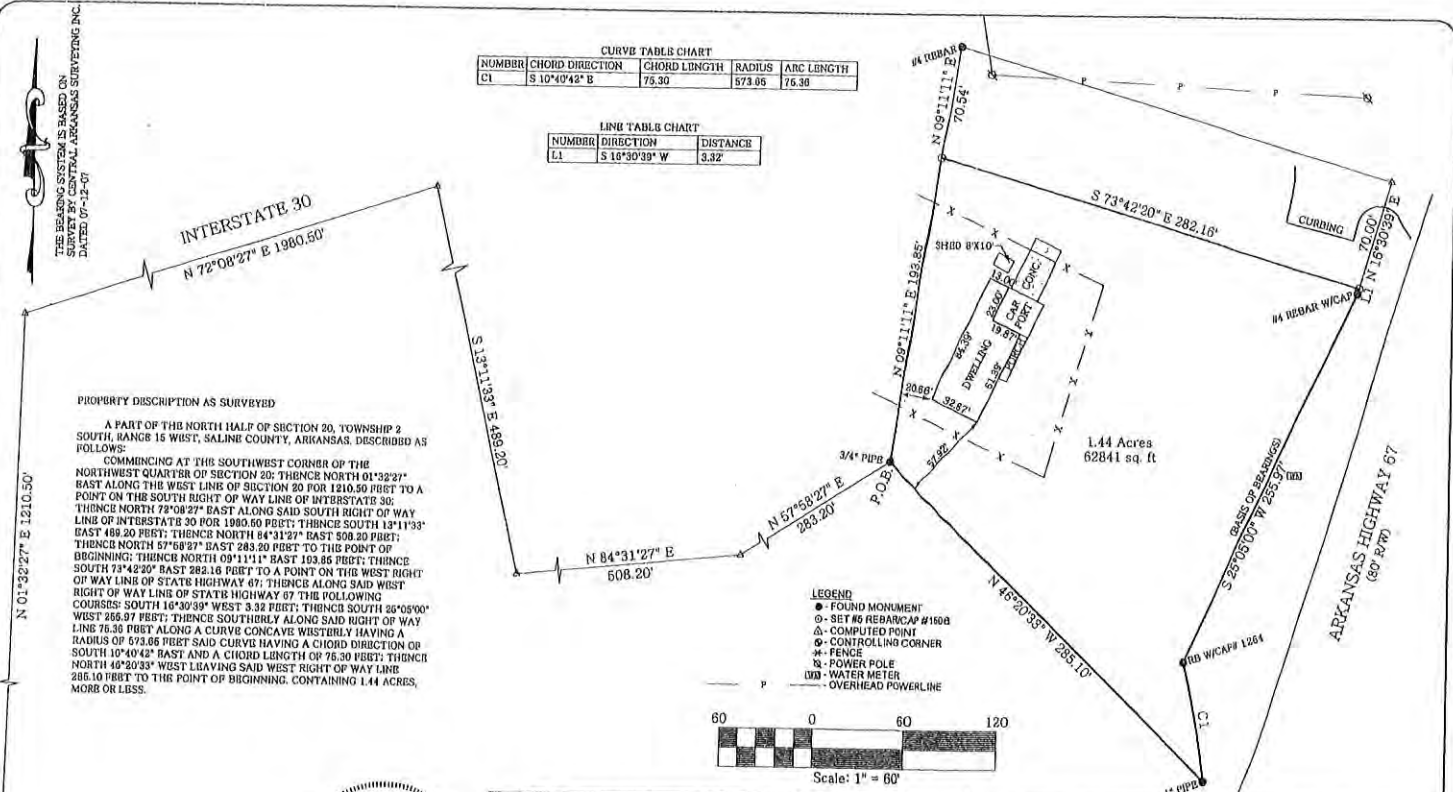 THE BEARING SYSTEM IS BASED ON
SURVEY BY CENTRAL ARKANSAS SURVEYING INC.
DATED 07-12-07
CURVE TABLE CHART
NUMBER CHORD DIRECTION CHORD LENGTH RADIUS ARC LENGTH
C1 S 10°40'42" E 75.30 573.65 75.36
LINE TABLE CHART
NUMBER DIRECTION DISTANCE
L1 S 16°30'39" W 3.32'
INTERSTATE 30
N 72°08'27" E 1980.50'
N 01°32'27" E 1210.50'
S 13°11'33" E 489.20'
N 84°31'27" E
508.20'
N 57°58'27" E
283.20'
P.O.B.
3/4" PIPE
#4 REBAR
N 09°11'11" E
70.54'
N 09°11'11" E 193.85'
P P P
S 73°42'20" E 282.16'
CURBING
70.00'
L1 N 16°30'39" E
#4 REBAR W/CAP
SHED 8'X10'
13.00'
CONC.
23.00'
CAR
PORT
19.87'
84.39'
DWELLING
61.39'
PORCH
20.66'
32.87'
37.92'
X X X X X X X X X X
1.44 Acres
62841 sq. ft
(BASIS OF BEARINGS)
S 25°05'00" W 255.97'
WM
ARKANSAS HIGHWAY 67
(80' R/W)
RB W/CAP# 1264
C1
N 46°20'33" W 285.10'
PIPE
PROPERTY DESCRIPTION AS SURVEYED
A PART OF THE NORTH HALF OF SECTION 20, TOWNSHIP 2
SOUTH, RANGE 15 WEST, SALINE COUNTY, ARKANSAS, DESCRIBED AS
FOLLOWS:
COMMENCING AT THE SOUTHWEST CORNER OF THE
NORTHWEST QUARTER OF SECTION 20; THENCE NORTH 01°32'27"
EAST ALONG THE WEST LINE OF SECTION 20 FOR 1210.50 FEET TO A
POINT ON THE SOUTH RIGHT OF WAY LINE OF INTERSTATE 30;
THENCE NORTH 72°08'27" EAST ALONG SAID SOUTH RIGHT OF WAY
LINE OF INTERSTATE 30 FOR 1980.50 FEET; THENCE SOUTH 13°11'33"
EAST 489.20 FEET; THENCE NORTH 84°31'27" EAST 508.20 FEET;
THENCE NORTH 57°58'27" EAST 283.20 FEET TO THE POINT OF
BEGINNING; THENCE NORTH 09°11'11" EAST 193.85 FEET; THENCE
SOUTH 73°42'20" EAST 282.16 FEET TO A POINT ON THE WEST RIGHT
OF WAY LINE OF STATE HIGHWAY 67; THENCE ALONG SAID WEST
RIGHT OF WAY LINE OF STATE HIGHWAY 67 THE FOLLOWING
COURSES: SOUTH 16°30'39" WEST 3.32 FEET; THENCE SOUTH 25°05'00"
WEST 255.97 FEET; THENCE SOUTHERLY ALONG SAID RIGHT OF WAY
LINE 75.36 FEET ALONG A CURVE CONCAVE WESTERLY HAVING A
RADIUS OF 573.65 FEET SAID CURVE HAVING A CHORD DIRECTION OF
SOUTH 10°40'42" EAST AND A CHORD LENGTH OF 75.30 FEET; THENCE
NORTH 46°20'33" WEST LEAVING SAID WEST RIGHT OF WAY LINE
285.10 FEET TO THE POINT OF BEGINNING. CONTAINING 1.44 ACRES,
MORE OR LESS.
LEGEND
- FOUND MONUMENT
- SET #5 REBAR/CAP
- COMPUTED POINT
- CONTROLLING CORNER
- FENCE
- POWER POLE
WM - WATER METER
P - OVERHEAD POWERLINE
60 0 60 120
Scale: 1" = 60'